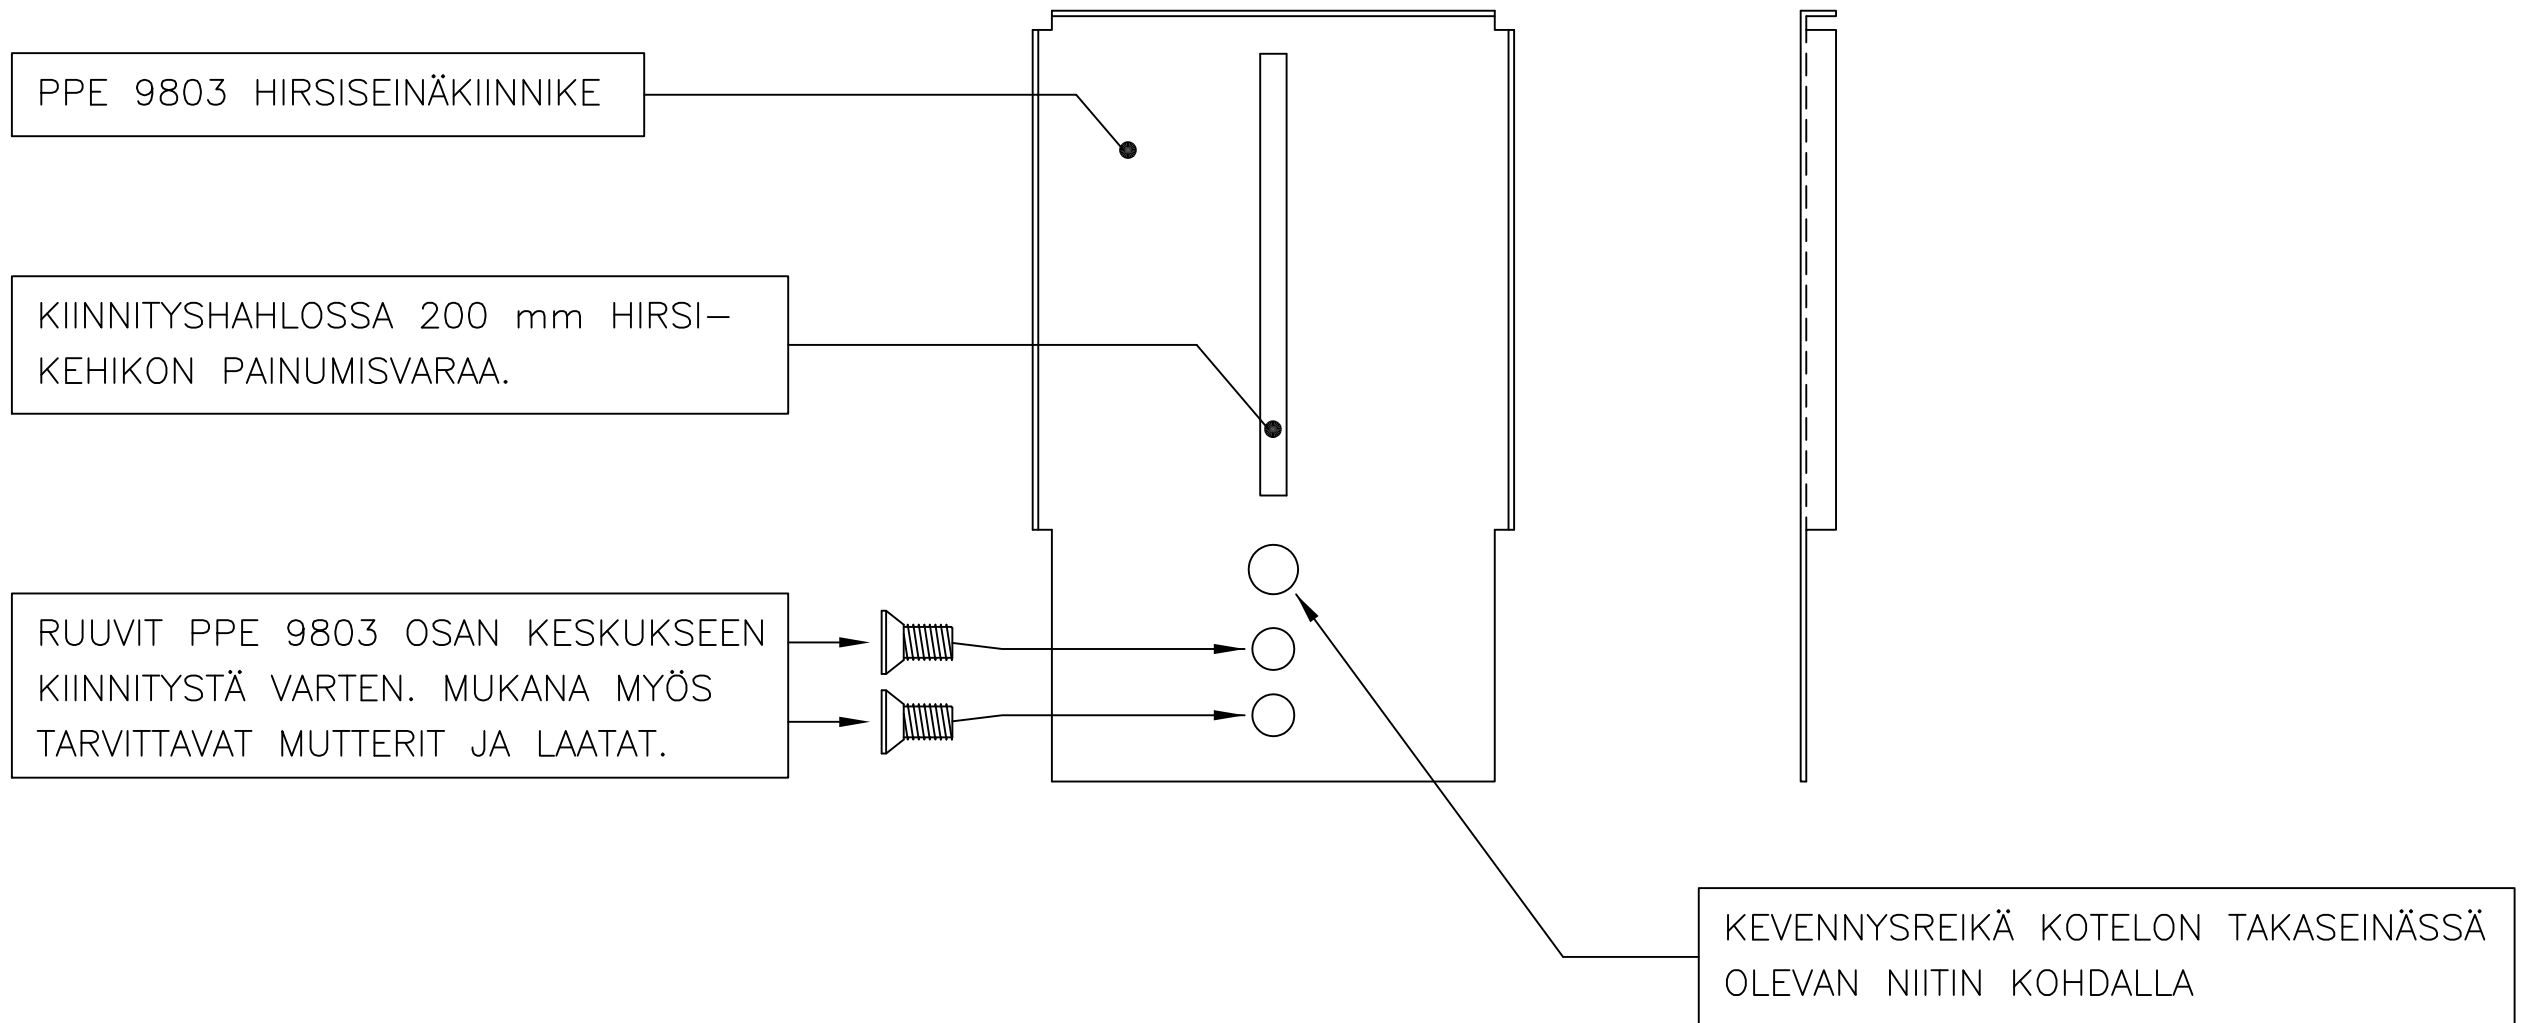 PPE 9803 HIRSISEINÄKIINNIKE
KIINNITYSHAHLOSSA 200 mm HIRSI-
KEHIKON PAINUMISVARAA.
RUUVIT PPE 9803 OSAN KESKUKSEEN
KIINNITYSTÄ VARTEN. MUKANA MYÖS
TARVITTAVAT MUTTERIT JA LAATAT.
KEVENNYSREIKÄ KOTELON TAKASEINÄSSÄ
OLEVAN NIITIN KOHDALLA